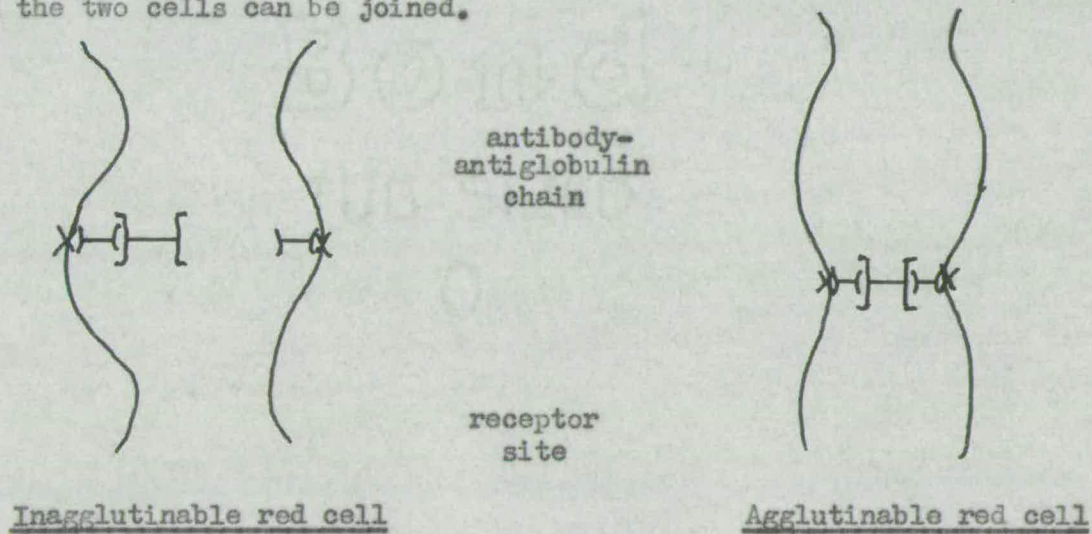 the two cells can be joined.
antibody-
antiglobulin
chain
receptor
site
Inagglutinable red cell
Agglutinable red cell